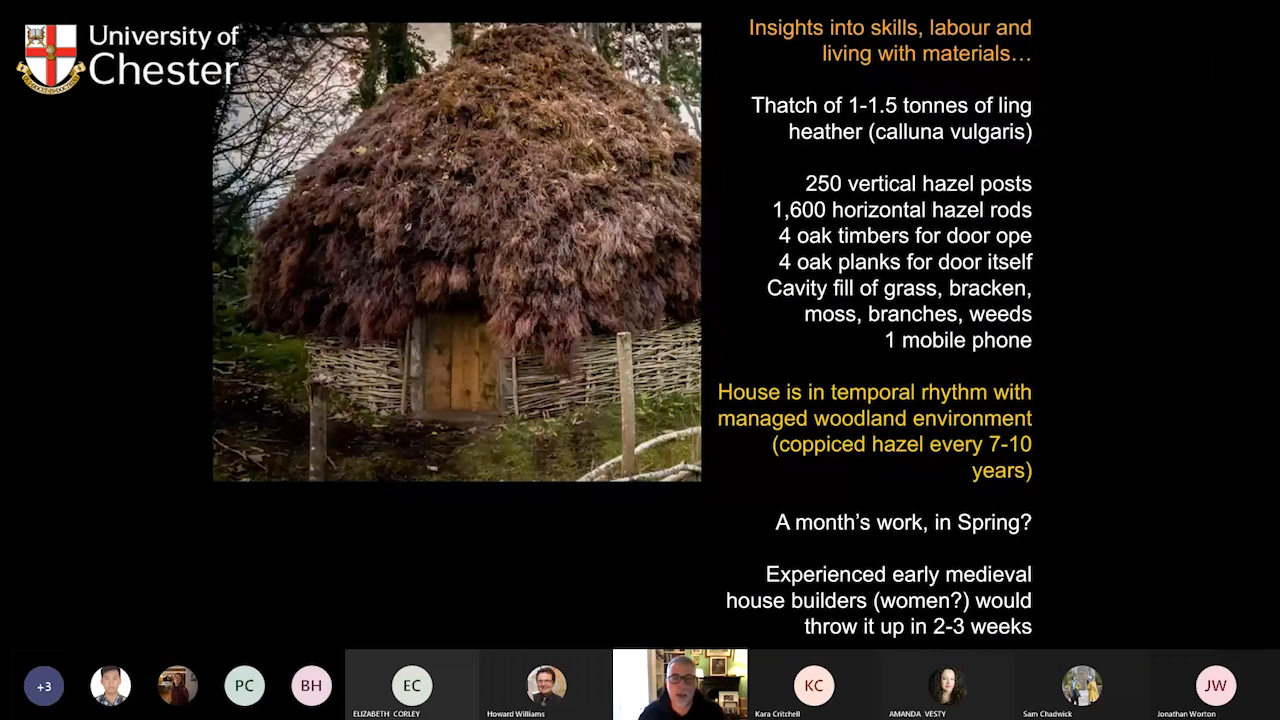 University of
Chester
Insights into skills, labour and
living with materials…
Thatch of 1-1.5 tonnes of ling
heather (calluna vulgaris)
250 vertical hazel posts
1,600 horizontal hazel rods
4 oak timbers for door ope
4 oak planks for door itself
Cavity fill of grass, bracken,
moss, branches, weeds
1 mobile phone
House is in temporal rhythm with
managed woodland environment
(coppiced hazel every 7-10
years)
A month's work, in Spring?
Experienced early medieval
house builders (women?) would
throw it up in 2-3 weeks
+3
PC
BH
EC
KC
JW
ELIZABETH CORLEY
Howard Williams
Kara Critchell
AMANDA VESTY
Sam Chadwick
Jonathan Worton